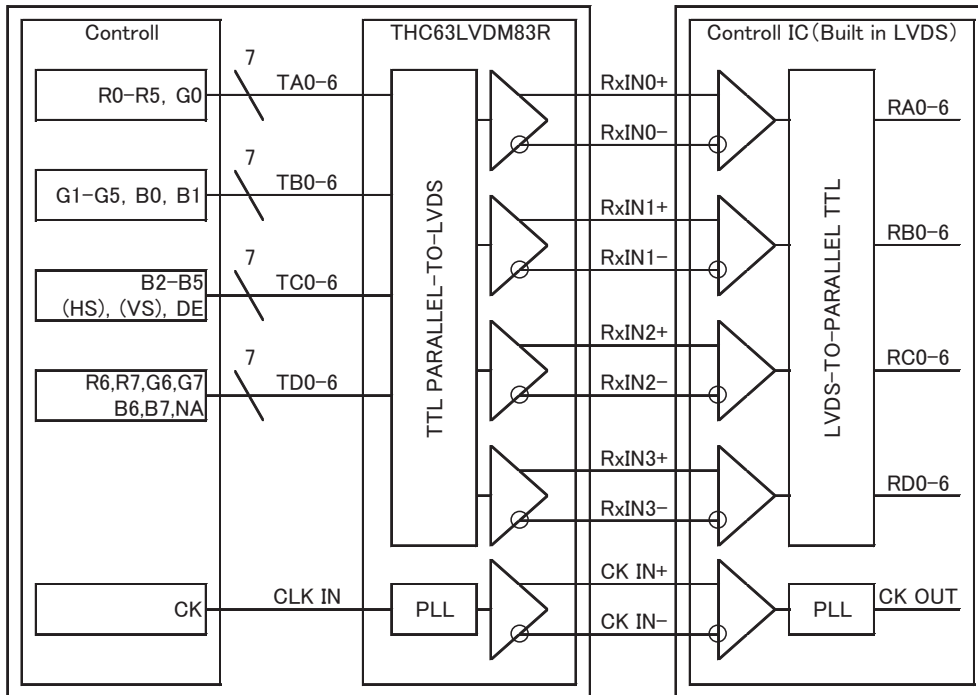 Controll
THC63LVDM83R
Controll IC(Built in LVDS)
R0-R5, G0
7
TA0-6
G1-G5, B0, B1
7
TB0-6
B2-B5
(HS), (VS), DE
7
TC0-6
R6,R7,G6,G7
B6,B7,NA
7
TD0-6
CK
CLK IN
TTL PARALLEL-TO-LVDS
PLL
RxIN0+
RxIN0-
RxIN1+
RxIN1-
RxIN2+
RxIN2-
RxIN3+
RxIN3-
CK IN+
CK IN-
LVDS-TO-PARALLEL TTL
PLL
RA0-6
RB0-6
RC0-6
RD0-6
CK OUT